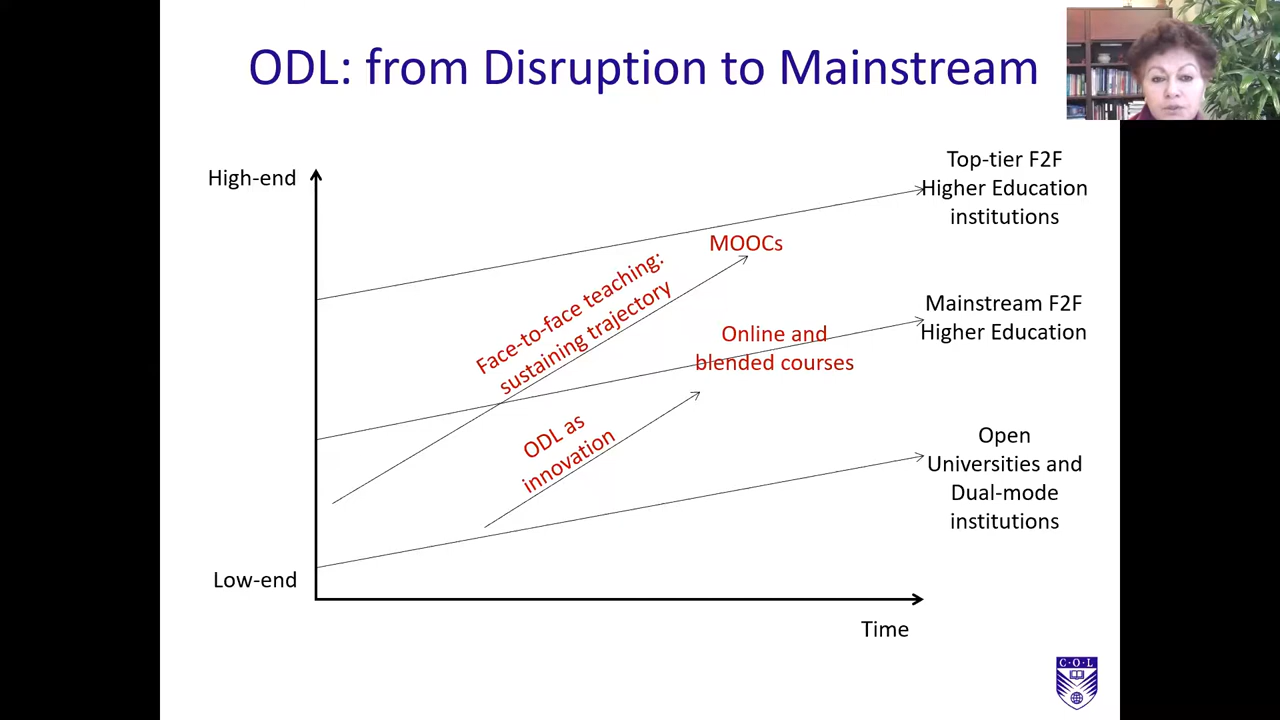 ODL: from Disruption to Mainstream
High-end
Top-tier F2F
Higher Education
institutions
MOOCs
Face-to-face teaching:
sustaining trajectory
Mainstream F2F
Higher Education
Online and
blended courses
ODL as
innovation
Open
Universities and
Dual-mode
institutions
Low-end
Time
C·O·L